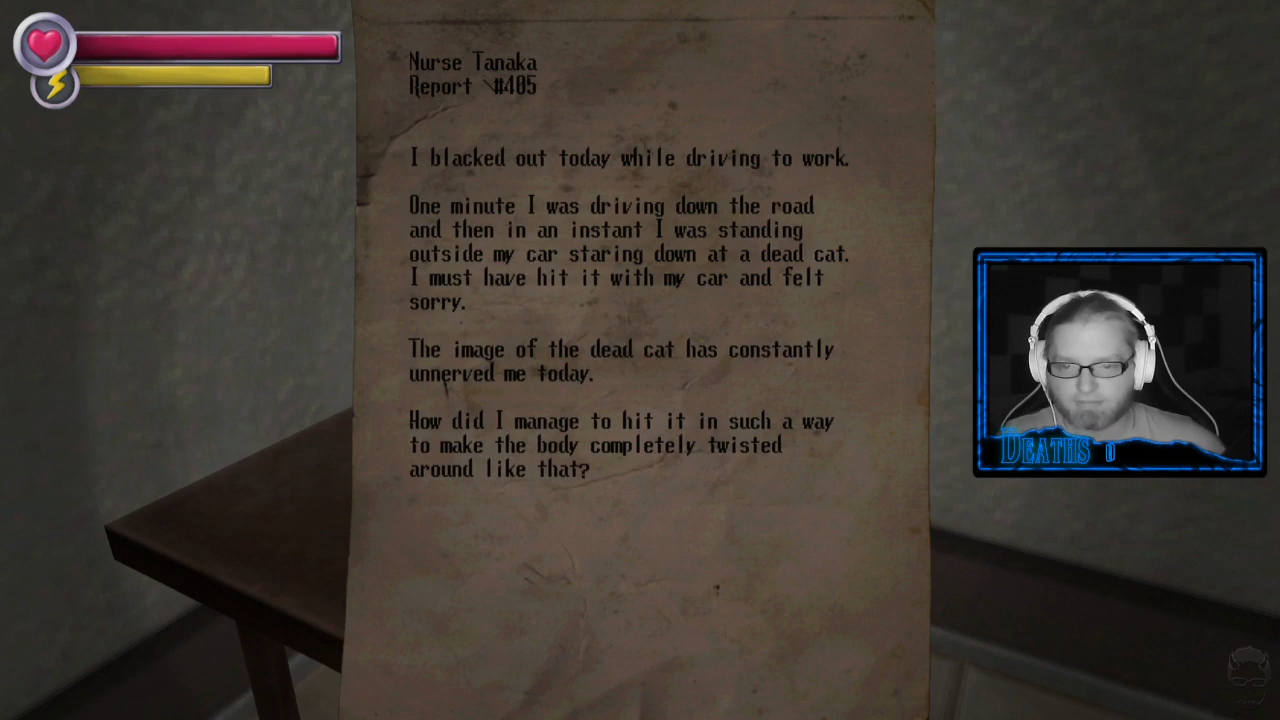 Nurse Tanaka
Report #405
I blacked out today while driving to work.
One minute I was driving down the road
and then in an instant I was standing
outside my car staring down at a dead cat.
I must have hit it with my car and felt
sorry.
The image of the dead cat has constantly
unnerved me today.
How did I manage to hit it in such a way
to make the body completely twisted
around like that?
DEATHS 0